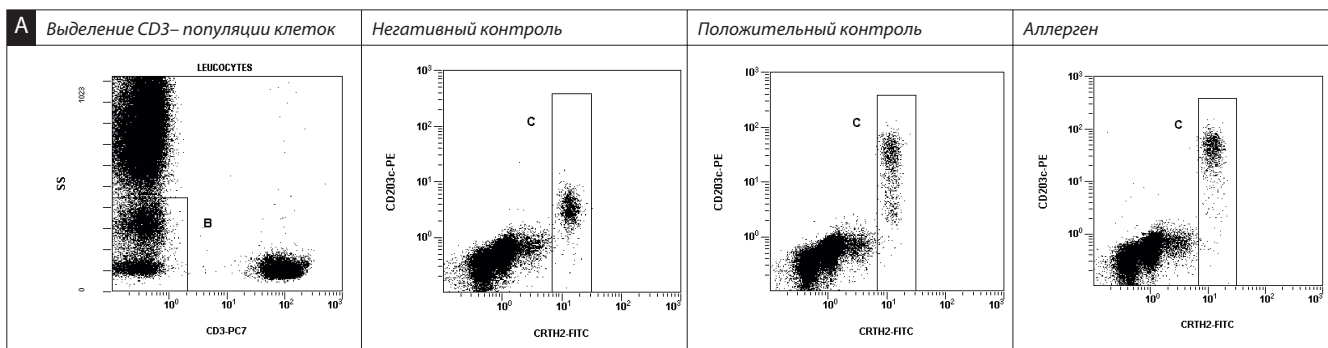 A Выделение CD3– популяции клеток
Негативный контроль
Положительный контроль
Аллерген
LEUCOCYTES
1023
0
SS
B
10⁰ 10¹ 10² 10³
CD3-PC7
10³
10²
10¹
10⁰
CD203c-PE
C
10⁰ 10¹ 10² 10³
CRTH2-FITC
10³
10²
10¹
10⁰
CD203c-PE
C
10⁰ 10¹ 10² 10³
CRTH2-FITC
10³
10²
10¹
10⁰
CD203c-PE
C
10⁰ 10¹ 10² 10³
CRTH2-FITC